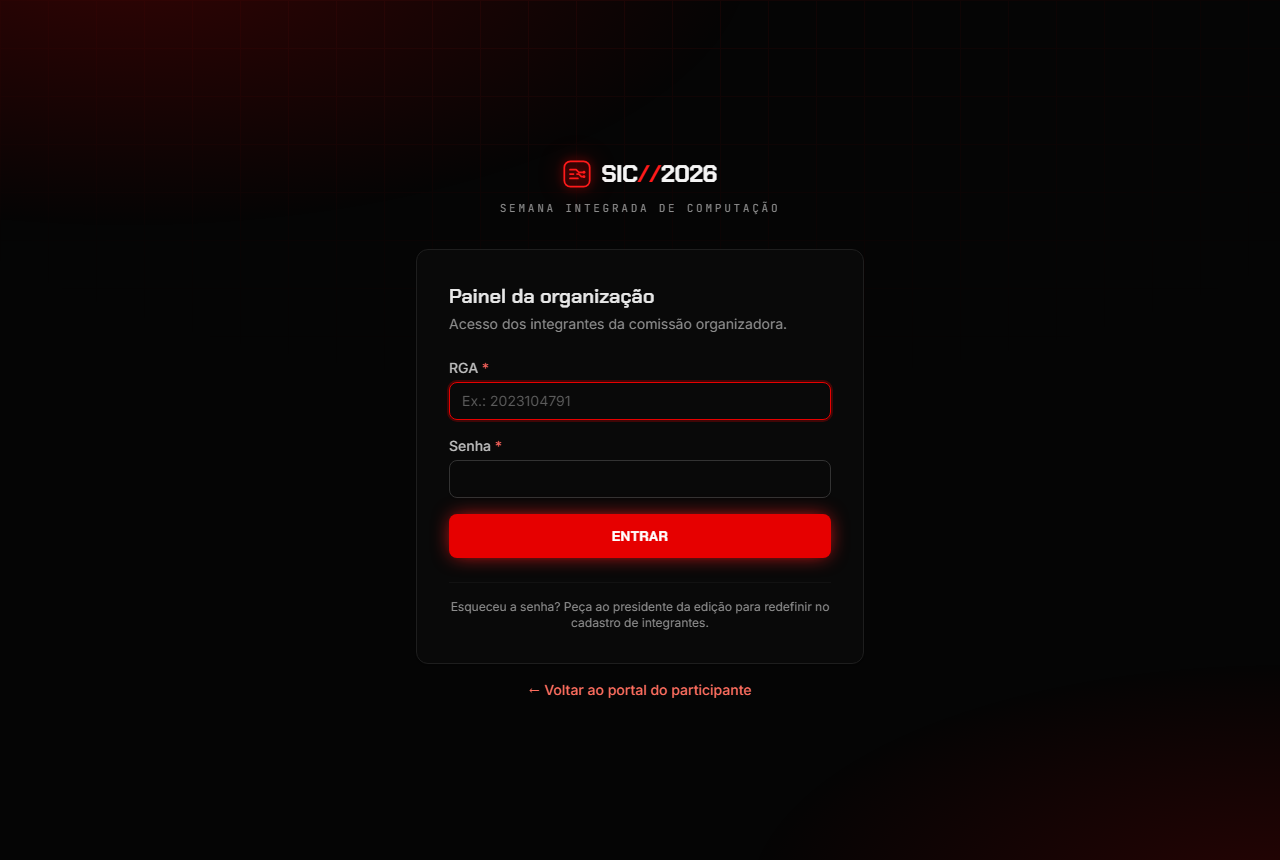 SIC//2026
SEMANA INTEGRADA DE COMPUTAÇÃO
Painel da organização
Acesso dos integrantes da comissão organizadora.
RGA *
Ex.: 2023104791
Senha *
ENTRAR
Esqueceu a senha? Peça ao presidente da edição para redefinir no
cadastro de integrantes.
← Voltar ao portal do participante